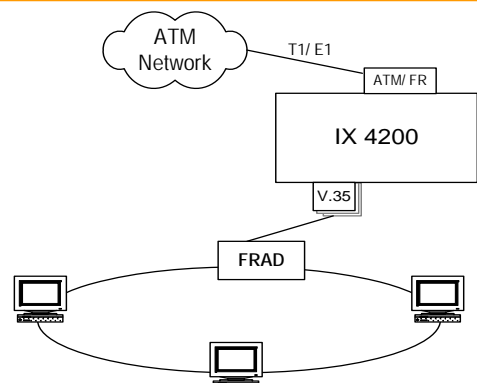 ATM
Network
T1/ E1
ATM/ FR
IX 4200
V.35
FRAD